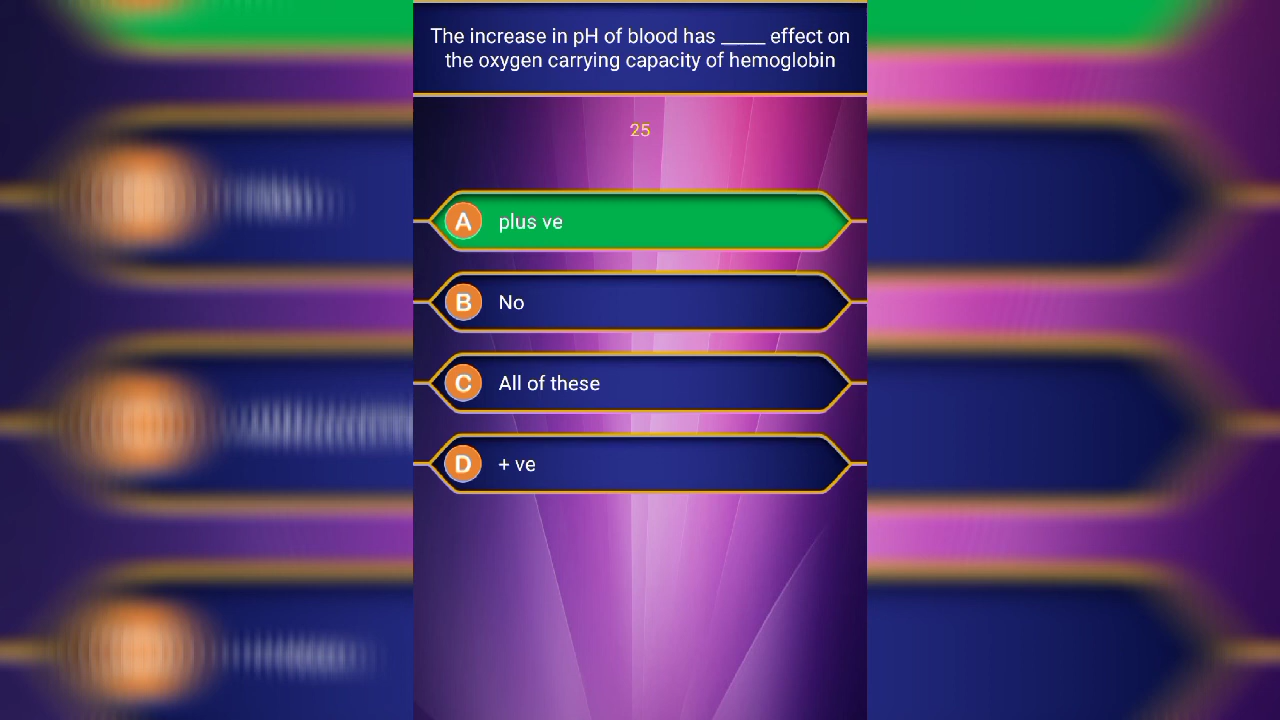 The increase in pH of blood has _____ effect on
the oxygen carrying capacity of hemoglobin
25
A plus ve
B No
C All of these
D + ve